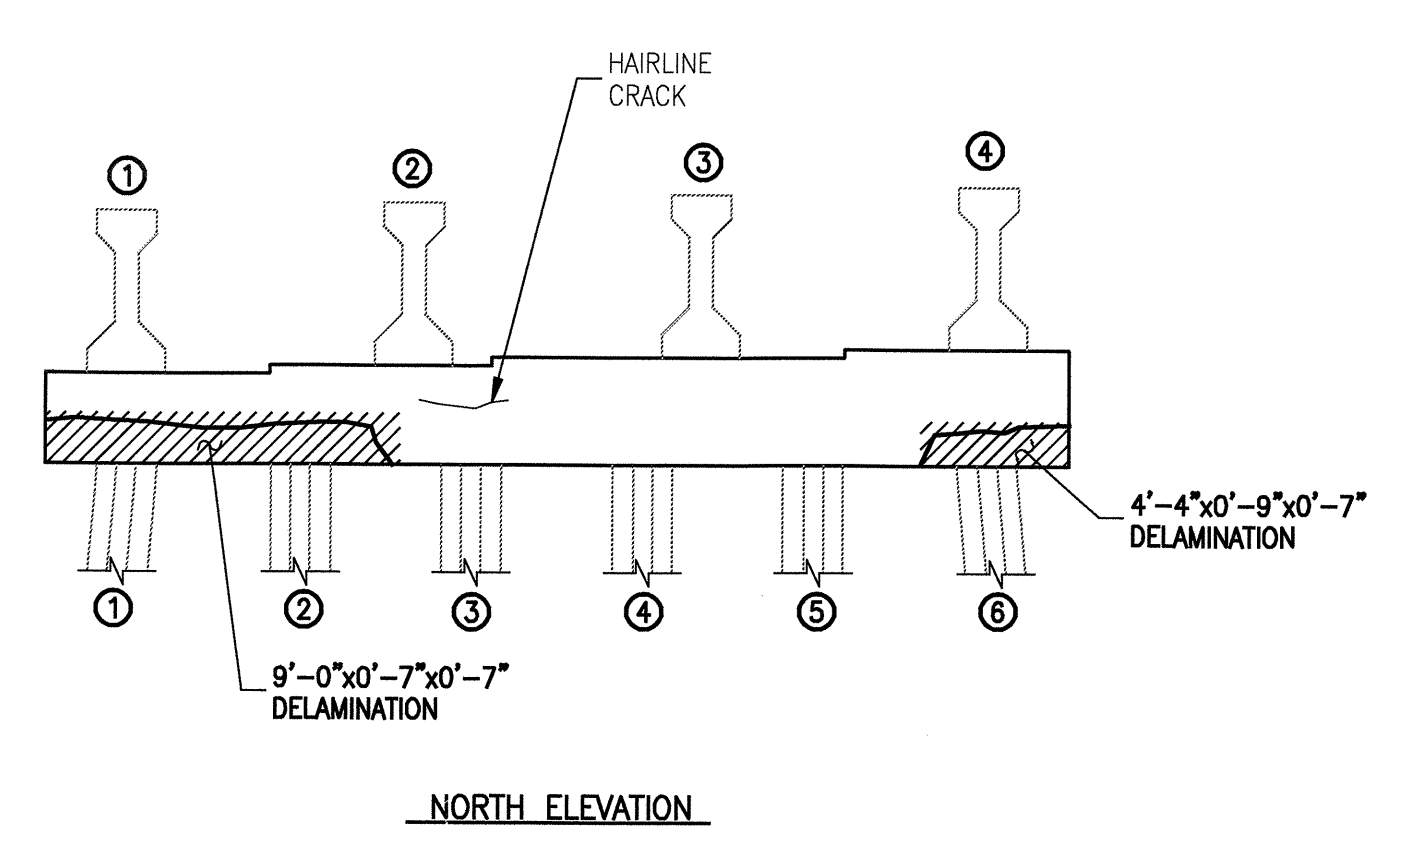 HAIRLINE
CRACK
1 2 3 4
4'-4"x0'-9"x0'-7"
DELAMINATION
1 2 3 4 5 6
9'-0"x0'-7"x0'-7"
DELAMINATION
NORTH ELEVATION